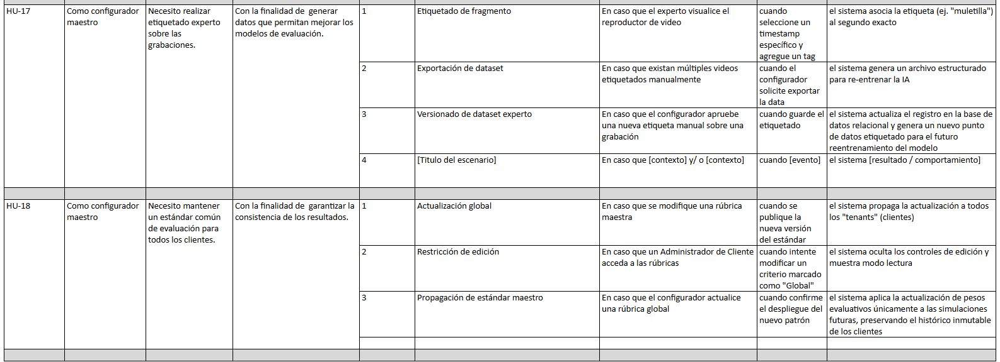 HU-17
Como configurador
maestro
Necesito realizar
etiquetado experto
sobre las
grabaciones.
Con la finalidad de  generar
datos que permitan mejorar los
modelos de evaluación.
1
Etiquetado de fragmento
En caso que el experto visualice el
reproductor de video
cuando
seleccione un
timestamp
específico y
agregue un tag
el sistema asocia la etiqueta (ej. "muletilla")
al segundo exacto
2
Exportación de dataset
En caso que existan múltiples videos
etiquetados manualmente
cuando el
configurador
solicite exportar
la data
el sistema genera un archivo estructurado
para re-entrenar la IA
3
Versionado de dataset experto
En caso que el configurador apruebe
una nueva etiqueta manual sobre una
grabación
cuando guarde el
etiquetado
el sistema actualiza el registro en la base de
datos relacional y genera un nuevo punto
de datos etiquetado para el futuro
reentrenamiento del modelo
4
[Titulo del escenario]
En caso que [contexto] y/ o [contexto]
cuando [evento]
el sistema [resultado / comportamiento]
HU-18
Como configurador
maestro
Necesito mantener
un estándar común
de evaluación para
todos los clientes.
Con la finalidad de  garantizar la
consistencia de los resultados.
1
Actualización global
En caso que se modifique una rúbrica
maestra
cuando se
publique la
nueva versión
del estándar
el sistema propaga la actualización a todos
los "tenants" (clientes)
2
Restricción de edición
En caso que un Administrador de Cliente
acceda a las rúbricas
cuando intente
modificar un
criterio marcado
como "Global"
el sistema oculta los controles de edición y
muestra modo lectura
3
Propagación de estándar maestro
En caso que el configurador actualice
una rúbrica global
cuando confirme
el despliegue del
nuevo patrón
el sistema aplica la actualización de pesos
evaluativos únicamente a las simulaciones
futuras, preservando el histórico inmutable
de los clientes